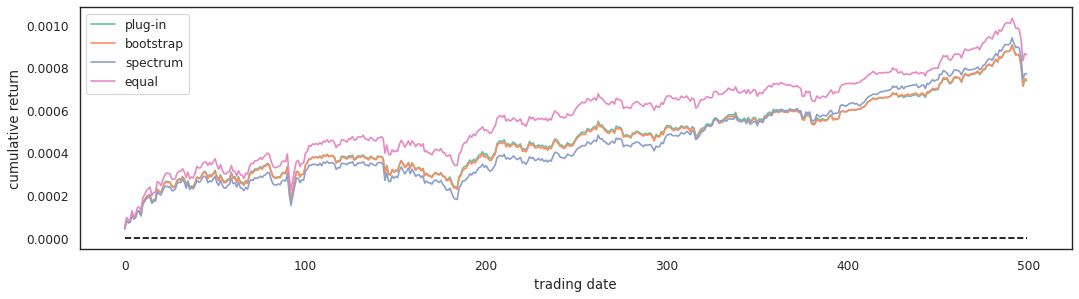 plug-in
bootstrap
spectrum
equal
0.0010
0.0008
0.0006
0.0004
0.0002
0.0000
cumulative return
0 100 200 300 400 500
trading date